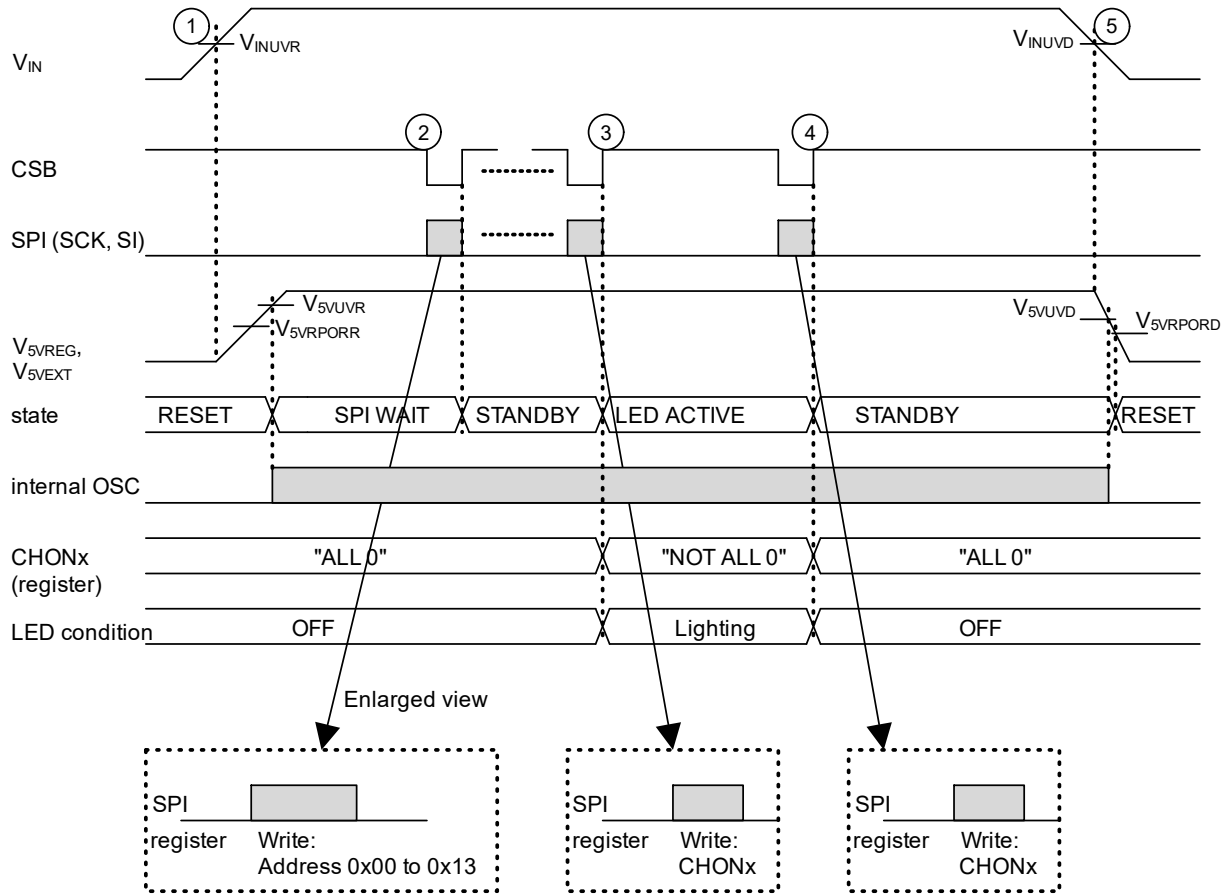 1
VINUVR
VINUVD
5
VIN
2
3
4
CSB
SPI (SCK, SI)
V5VUVR
V5VRPORR
V5VUVD
V5VRPORD
V5VREG,
V5VEXT
state
RESET
SPI WAIT
STANDBY
LED ACTIVE
STANDBY
RESET
internal OSC
CHONx
(register)
"ALL 0"
"NOT ALL 0"
"ALL 0"
LED condition
OFF
Lighting
OFF
Enlarged view
SPI
register
Write:
Address 0x00 to 0x13
SPI
register
Write:
CHONx
SPI
register
Write:
CHONx